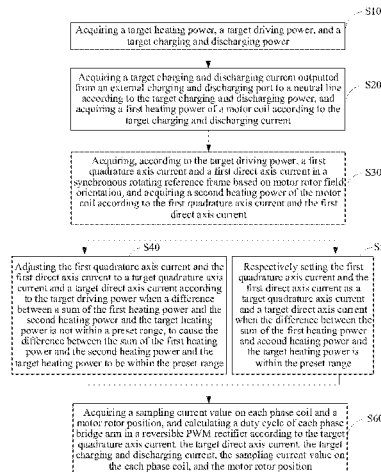 S10
Acquiring a target heating power, a target driving power, and a
target charging and discharging power
S20
Acquiring a target charging and discharging current outputted
from an external charging and discharging port to a neutral line
according to the target charging and discharging power, and
acquiring a first heating power of a motor coil according to the
target charging and discharging current
S30
Acquiring, according to the target driving power, a first
quadrature axis current and a first direct axis current in a
synchronous rotating reference frame based on motor rotor field
orientation, and acquiring a second heating power of the motor
coil according to the first quadrature axis current and the first
direct axis current
S40
Adjusting the first quadrature axis current and the
first direct axis current to a target quadrature axis
current and a target direct axis current according
to the target driving power when a difference
between a sum of the first heating power and the
second heating power and the target heating
power is not within a preset range, to cause the
difference between the sum of the first heating
power and the second heating power and the
target heating power to be within the preset range
Respectively setting the first
quadrature axis current and the
first direct axis current as a
target quadrature axis current
and a target direct axis current
when the difference between the
sum of the first heating power
and second heating power and
the target heating power is
within the preset range
S60
Acquiring a sampling current value on each phase coil and a
motor rotor position, and calculating a duty cycle of each phase
bridge arm in a reversible PWM rectifier according to the target
quadrature axis current, the target direct axis current, the target
charging and discharging current, the sampling current value on
the each phase coil, and the motor rotor position